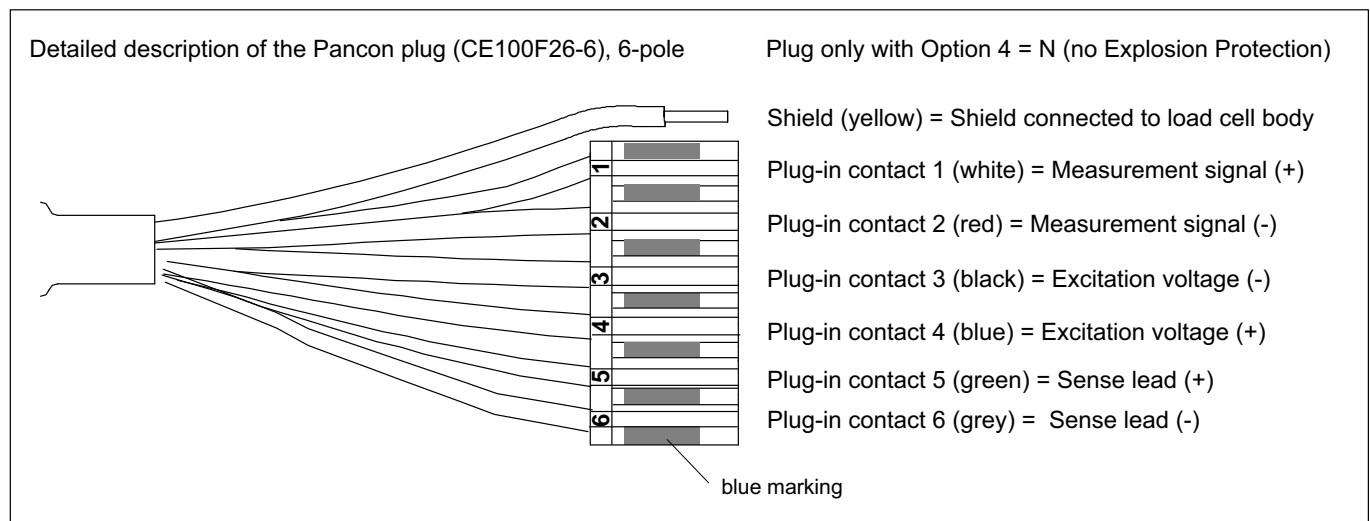 Detailed description of the Pancon plug (CE100F26-6), 6-pole
Plug only with Option 4 = N (no Explosion Protection)
Shield (yellow) = Shield connected to load cell body
1
Plug-in contact 1 (white) = Measurement signal (+)
2
Plug-in contact 2 (red) = Measurement signal (-)
3
Plug-in contact 3 (black) = Excitation voltage (-)
4
Plug-in contact 4 (blue) = Excitation voltage (+)
5
Plug-in contact 5 (green) = Sense lead (+)
6
Plug-in contact 6 (grey) = Sense lead (-)
blue marking